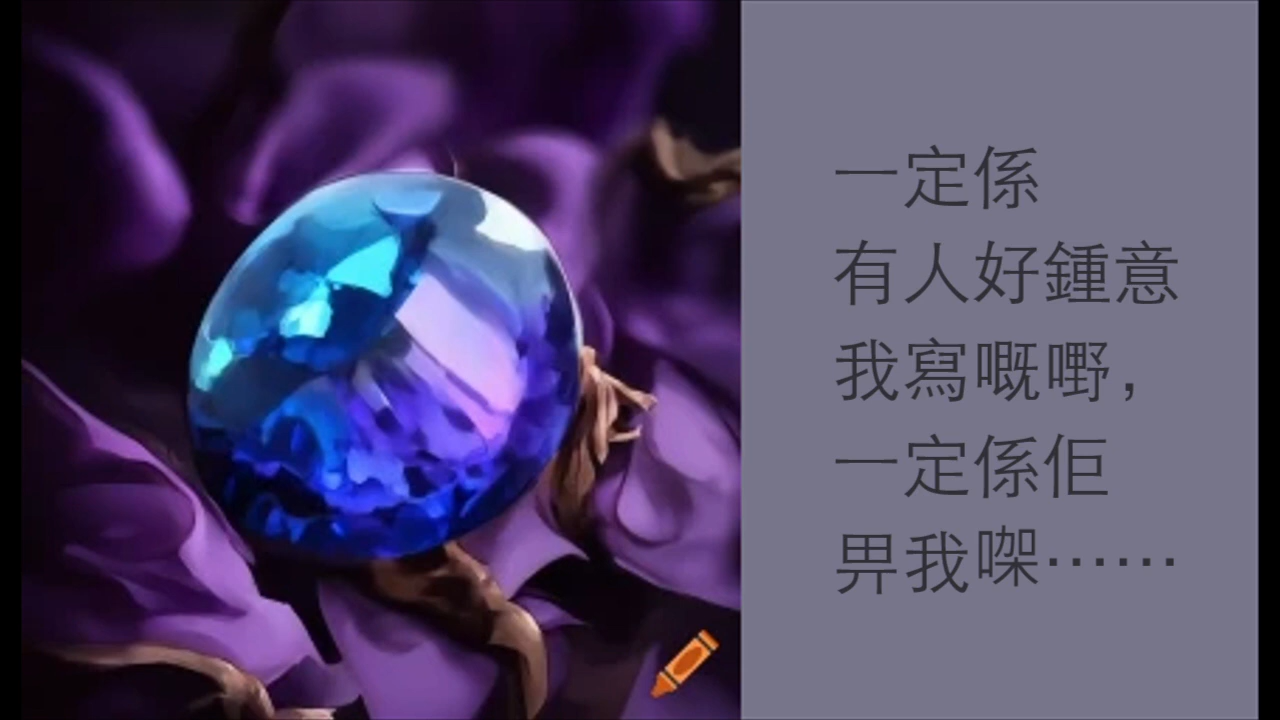 一定係
有人好鍾意
我寫嘅嘢，
一定係佢
畀我㗎⋯⋯